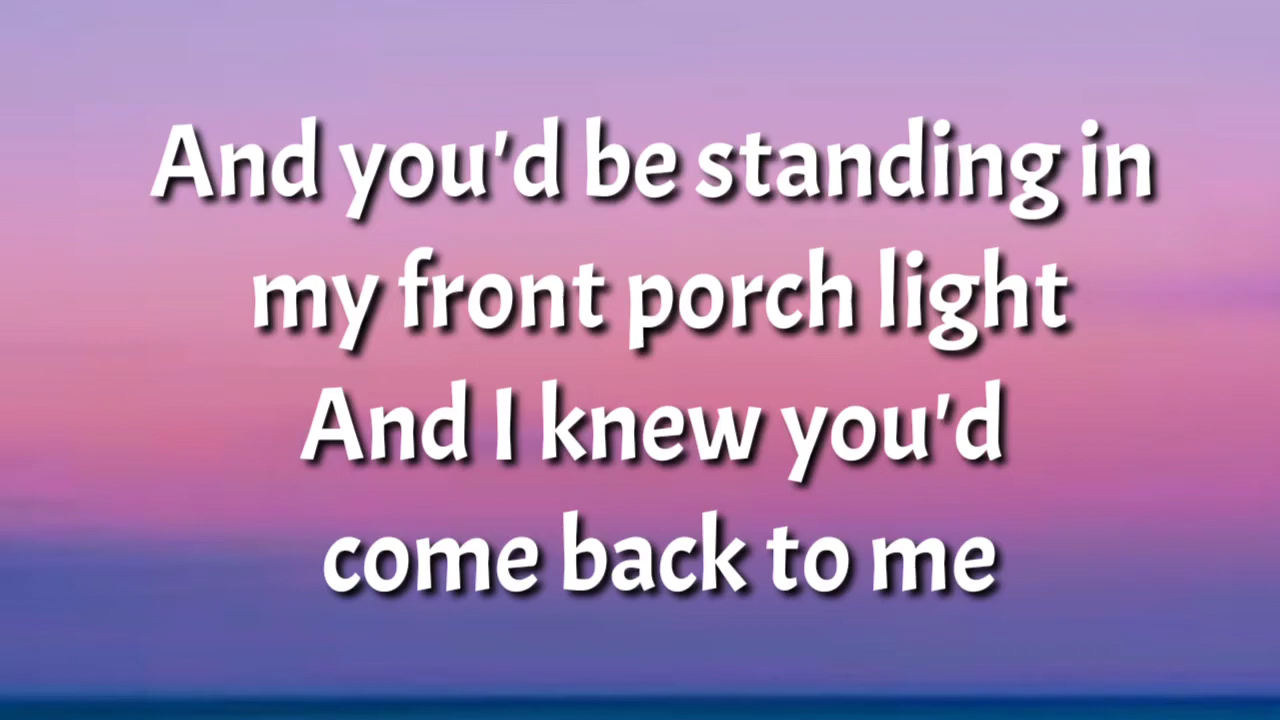 And you'd be standing in
my front porch light
And I knew you'd
come back to me